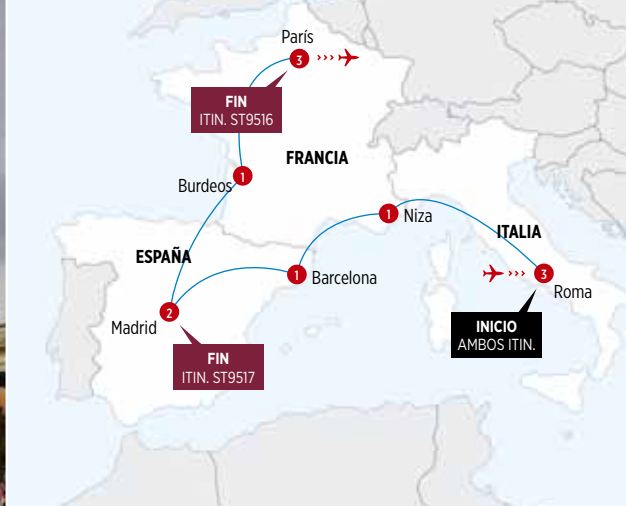 París
3
FIN
ITIN. ST9516
FRANCIA
Burdeos
1
1
Niza
ITALIA
ESPAÑA
1
Barcelona
3
Roma
2
Madrid
INICIO
AMBOS ITIN.
FIN
ITIN. ST9517